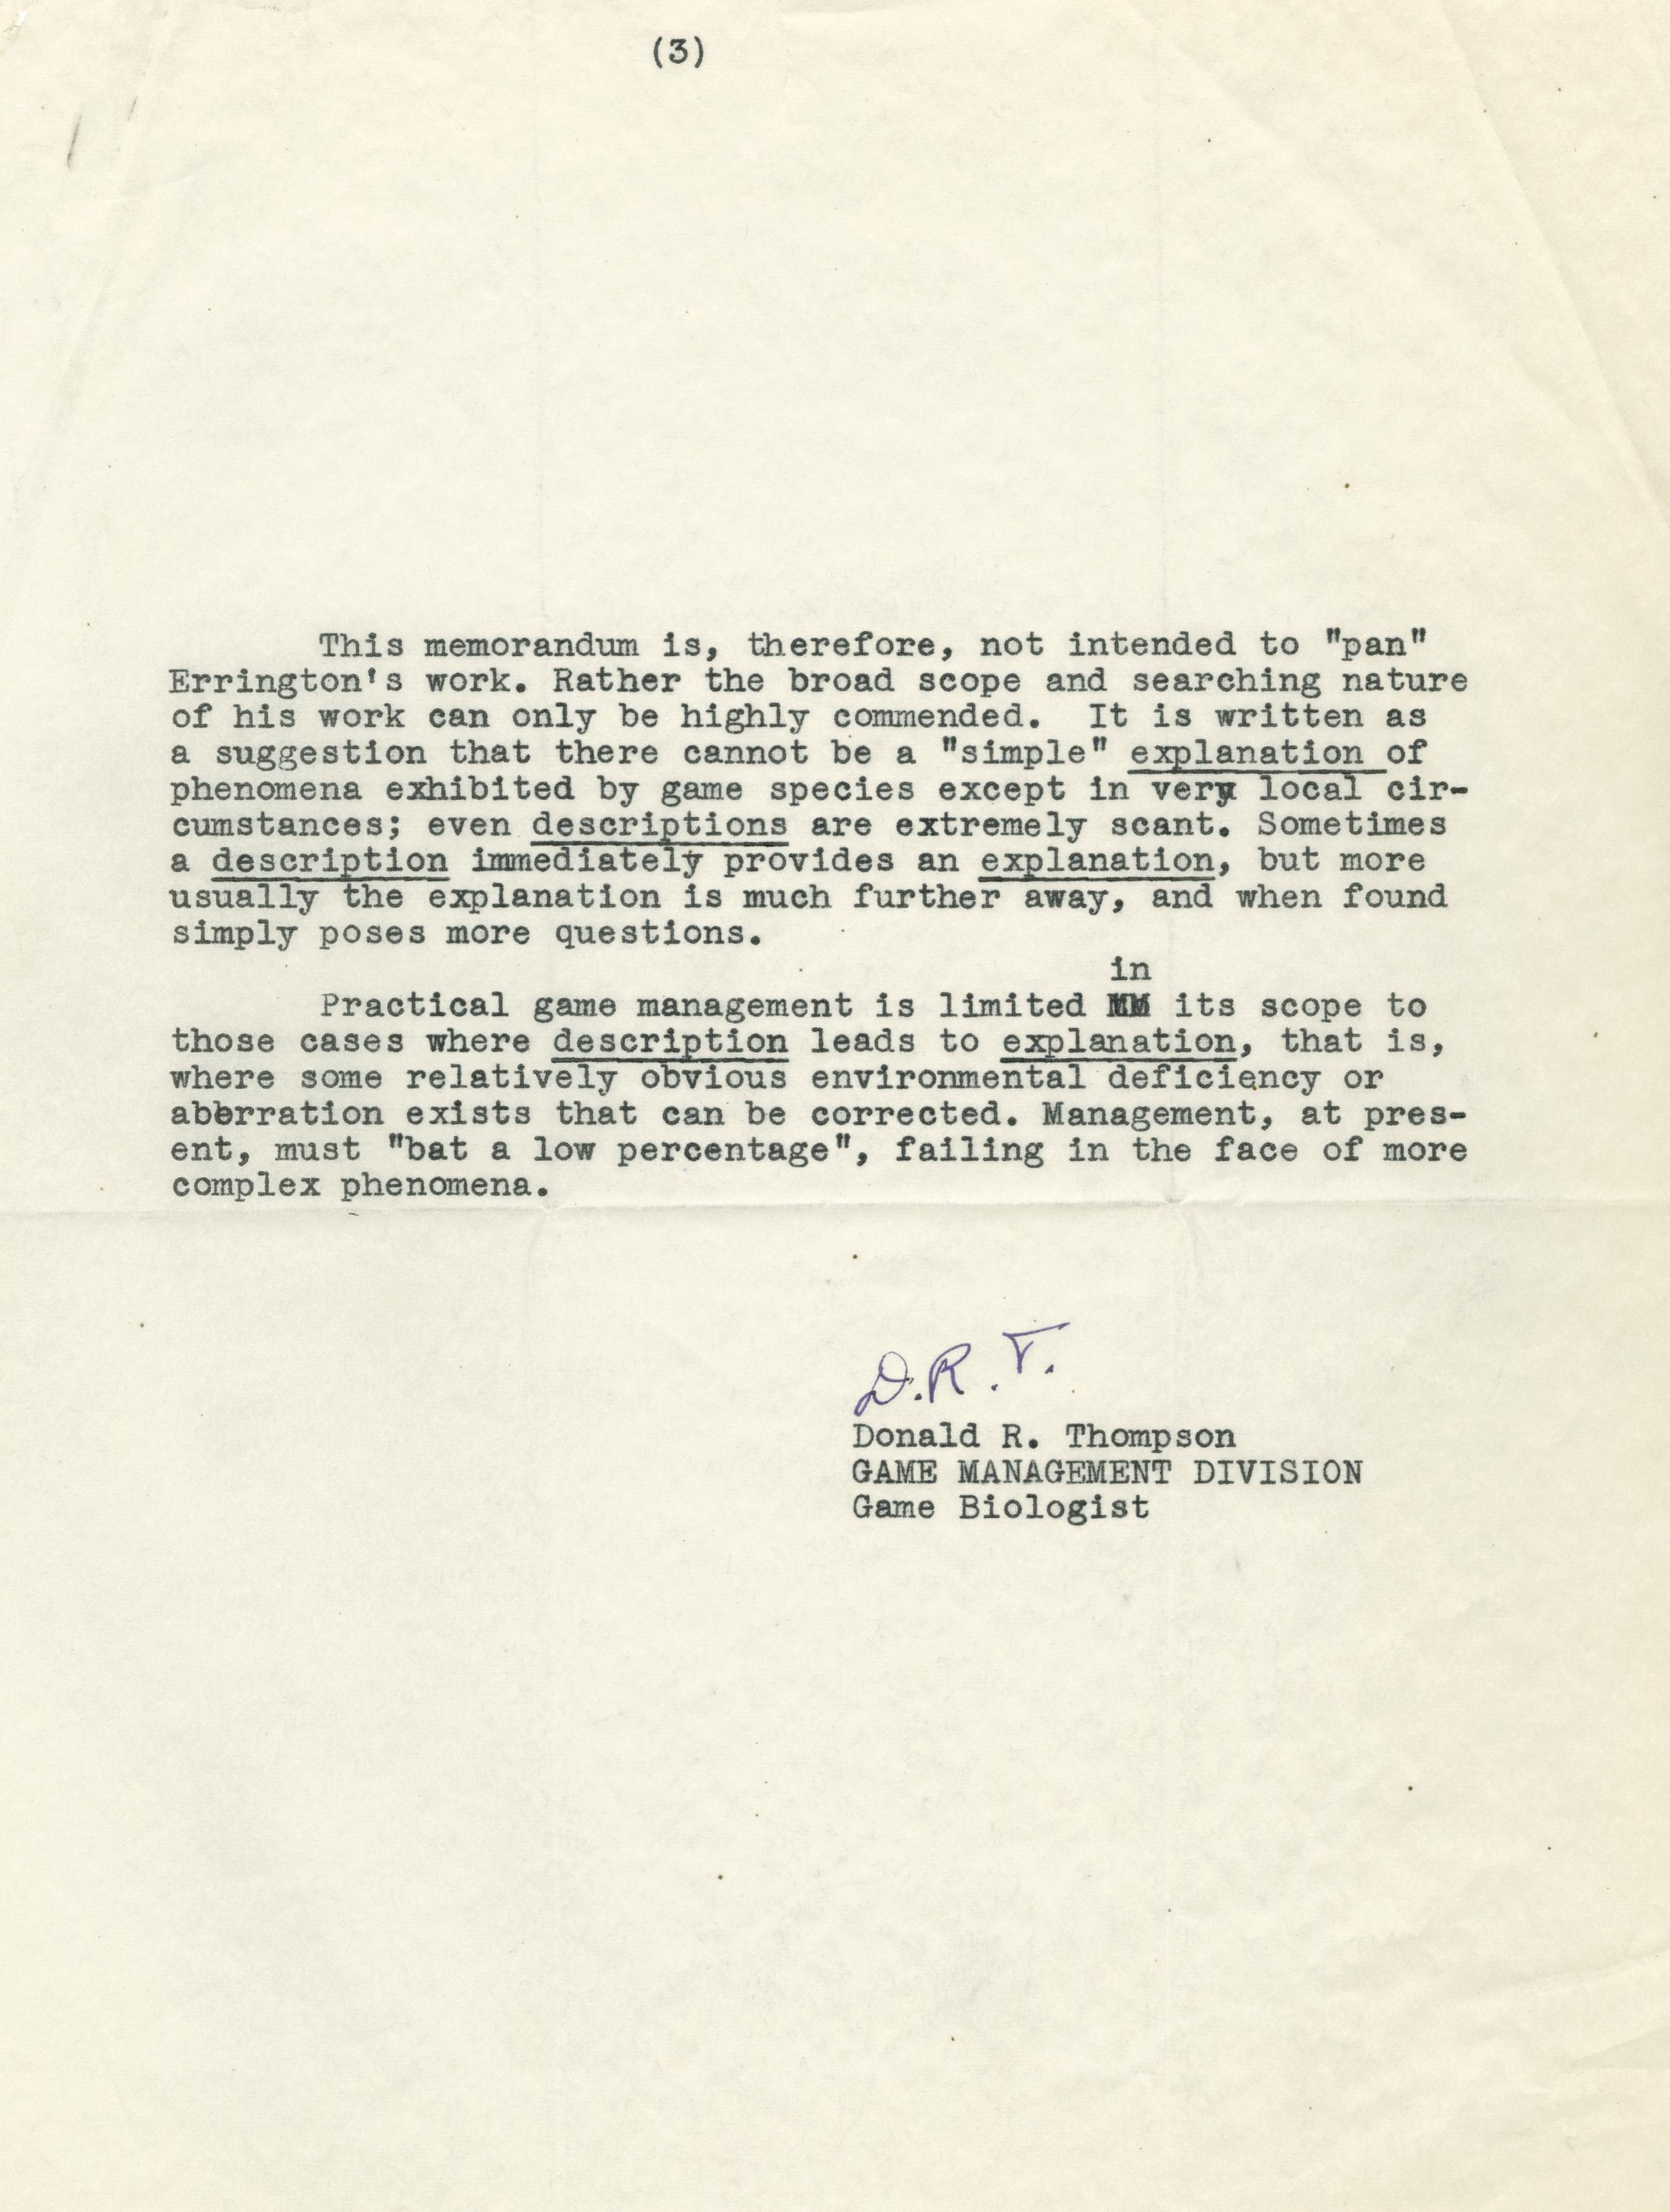 (3)
This memorandum is, therefore, not intended to "pan"
Errington's work. Rather the broad scope and searching nature
of his work can only be highly commended.  It is written as
a suggestion that there cannot be a "simple" explanation of
phenomena exhibited by game species except in very local cir-
cumstances; even descriptions are extremely scant. Sometimes
a description immediately provides an explanation, but more
usually the explanation is much further away, and when found
simply poses more questions.
in
Practical game management is limited MM its scope to
those cases where description leads to explanation, that is,
where some relatively obvious environmental deficiency or
abberration exists that can be corrected. Management, at pres-
ent, must "bat a low percentage", failing in the face of more
complex phenomena.
D.R.T.
Donald R. Thompson
GAME MANAGEMENT DIVISION
Game Biologist